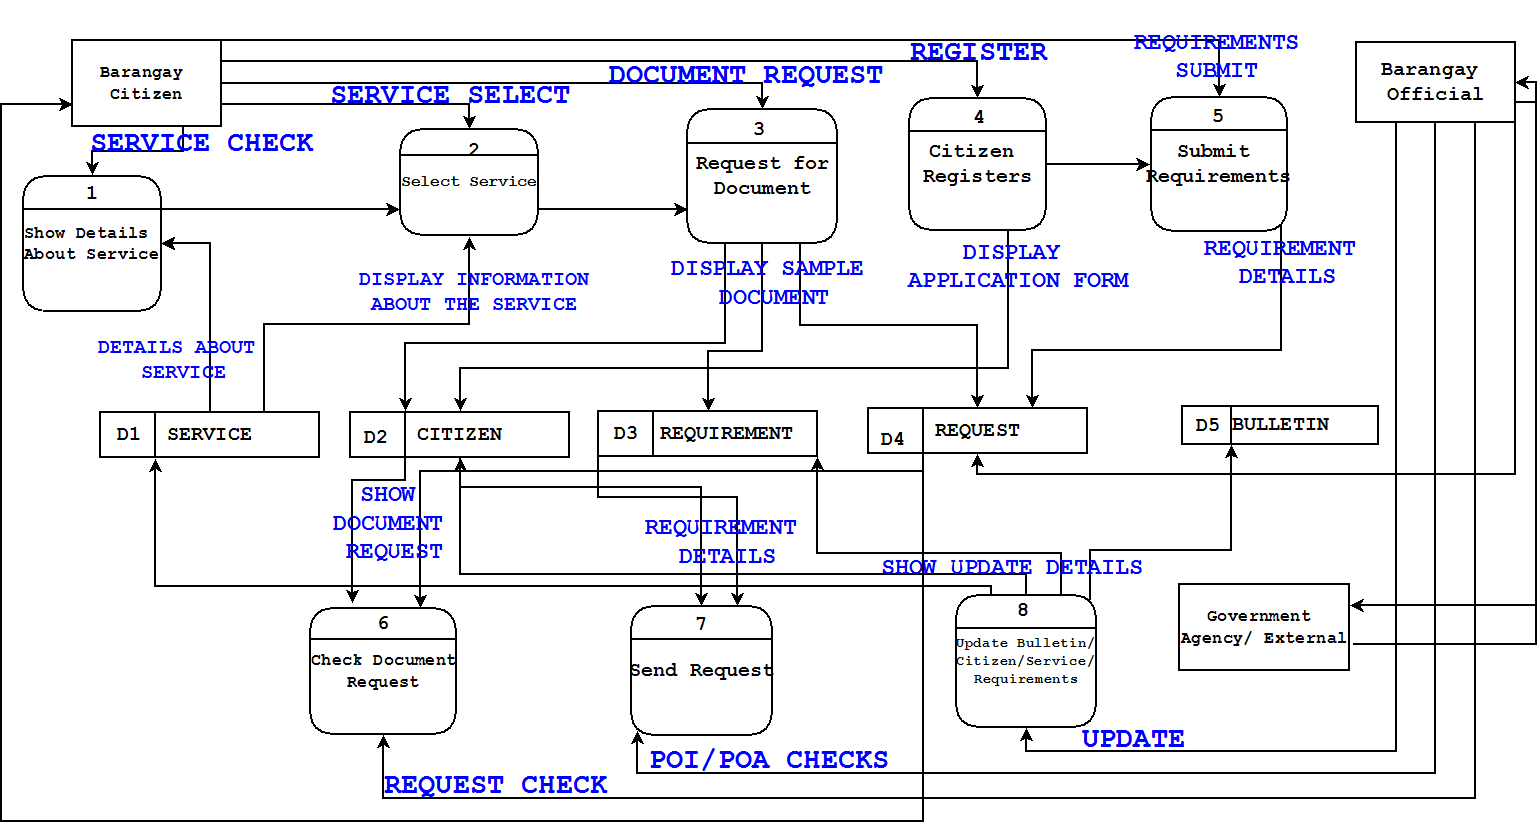 Barangay
Citizen
REGISTER
REQUIREMENTS
SUBMIT
Barangay
Official
DOCUMENT REQUEST
SERVICE SELECT
SERVICE CHECK
1
Show Details
About Service
2
Select Service
3
Request for
Document
4
Citizen
Registers
5
Submit
Requirements
DISPLAY INFORMATION
ABOUT THE SERVICE
DISPLAY SAMPLE
DOCUMENT
DISPLAY
APPLICATION FORM
REQUIREMENT
DETAILS
DETAILS ABOUT
SERVICE
D1 SERVICE
D2 CITIZEN
D3 REQUIREMENT
D4 REQUEST
D5 BULLETIN
SHOW
DOCUMENT
REQUEST
REQUIREMENT
DETAILS
SHOW UPDATE DETAILS
6
Check Document
Request
7
Send Request
8
Update Bulletin/
Citizen/Service/
Requirements
Government
Agency/ External
UPDATE
POI/POA CHECKS
REQUEST CHECK